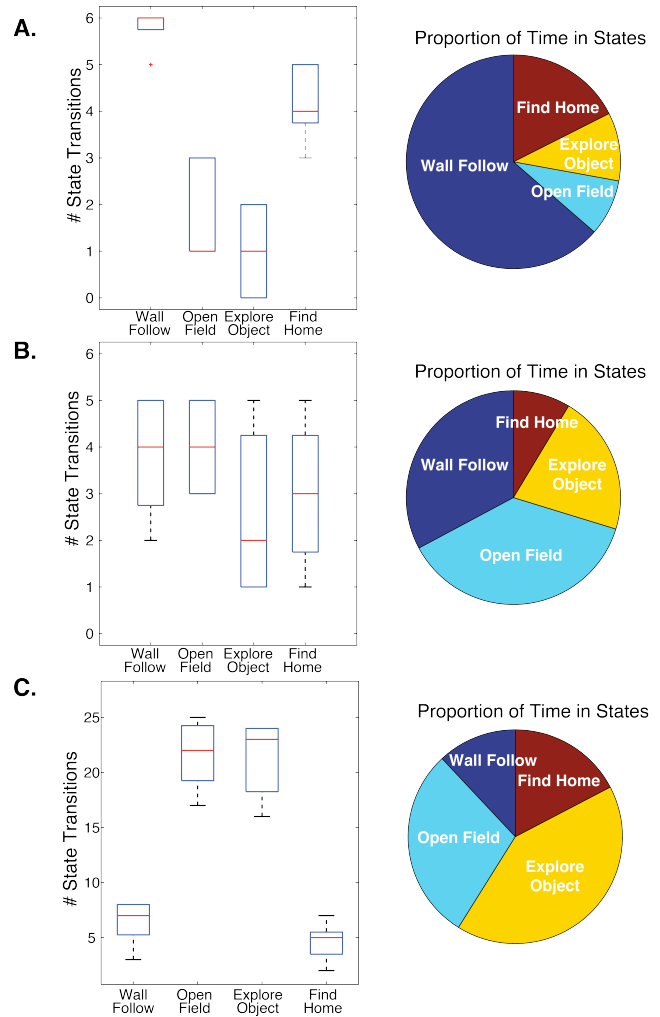 A.
# State Transitions
6
5
4
3
2
1
0
Wall
Follow
Open
Field
Explore
Object
Find
Home
Proportion of Time in States
Find Home
Explore
Object
Wall Follow
Open Field
B.
# State Transitions
6
5
4
3
2
1
0
Wall
Follow
Open
Field
Explore
Object
Find
Home
Proportion of Time in States
Find Home
Wall Follow
Explore
Object
Open Field
C.
# State Transitions
25
20
15
10
5
Wall
Follow
Open
Field
Explore
Object
Find
Home
Proportion of Time in States
Wall Follow
Find Home
Open Field
Explore
Object